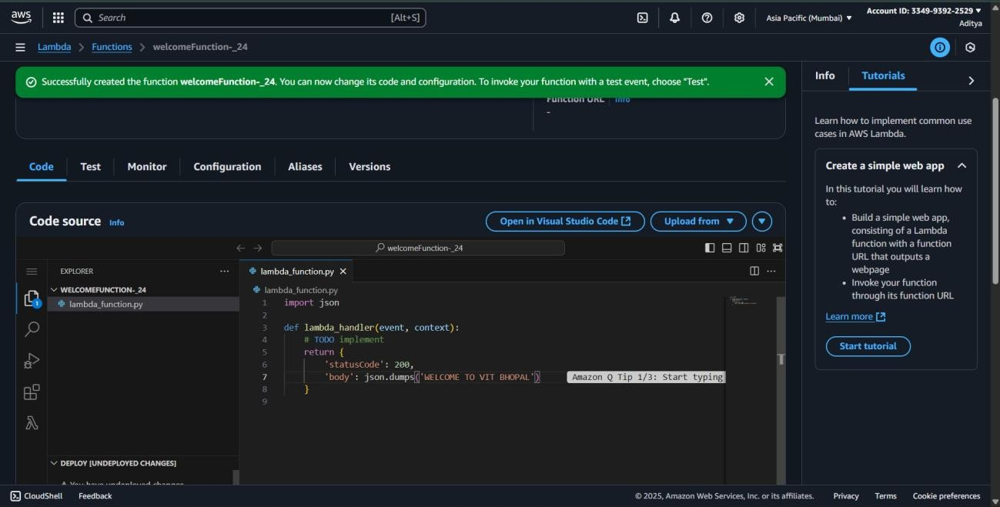 aws Search [Alt+S] Asia Pacific (Mumbai) ▼ Account ID: 3349-9392-2529 ▼
Aditya
Lambda > Functions > welcomeFunction-_24
Successfully created the function welcomeFunction-_24. You can now change its code and configuration. To invoke your function with a test event, choose "Test".
Function URL Info
-
Code Test Monitor Configuration Aliases Versions
Code source Info Open in Visual Studio Code Upload from ▼
welcomeFunction-_24
EXPLORER ... lambda_function.py
WELCOMEFUNCTION-_24
lambda_function.py
1
lambda_function.py
1 import json
2
3 def lambda_handler(event, context):
4 # TODO implement
5 return {
6 'statusCode': 200,
7 'body': json.dumps('WELCOME TO VIT BHOPAL') Amazon Q Tip 1/3: Start typing
8 }
9
DEPLOY [UNDEPLOYED CHANGES]
You have undeployed changes
Info Tutorials
Learn how to implement common use
cases in AWS Lambda.
Create a simple web app
In this tutorial you will learn how
to:
• Build a simple web app,
consisting of a Lambda
function with a function
URL that outputs a
webpage
• Invoke your function
through its function URL
Learn more
Start tutorial
CloudShell Feedback © 2025, Amazon Web Services, Inc. or its affiliates. Privacy Terms Cookie preferences